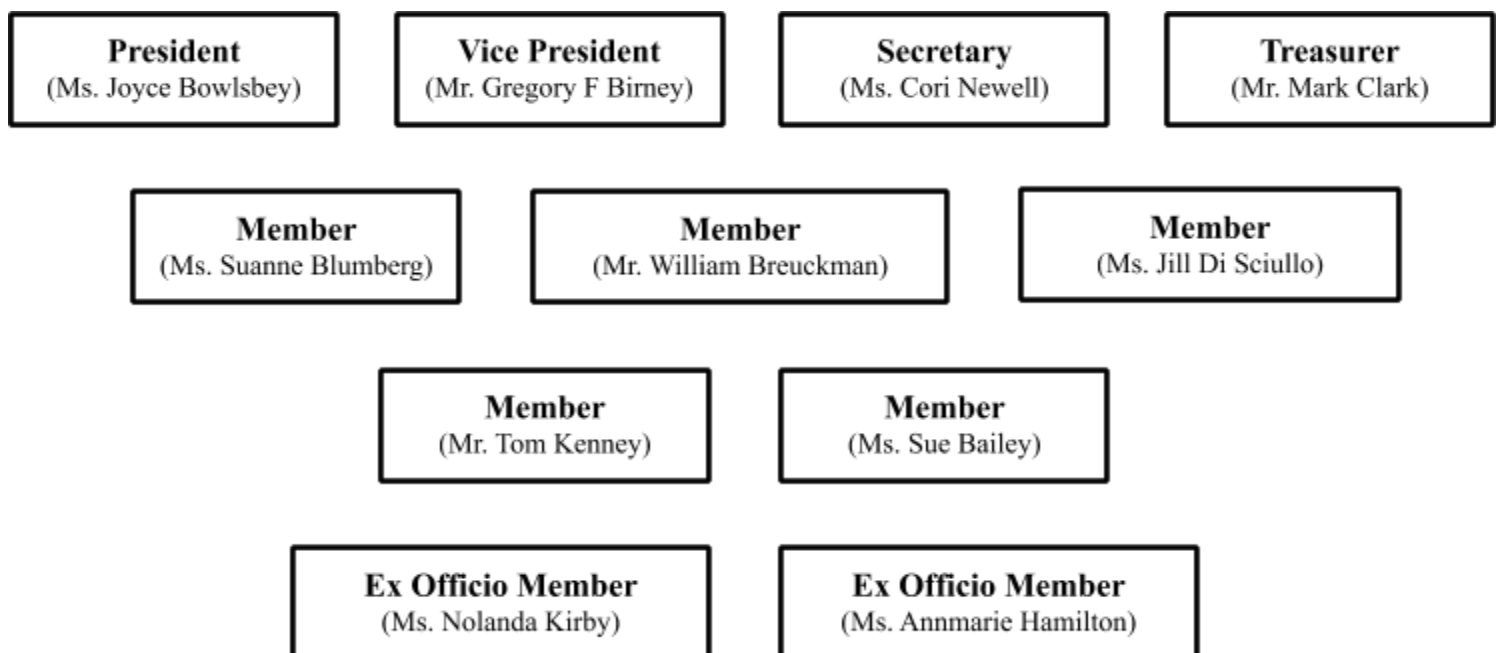 President
(Ms. Joyce Bowlsbey)
Vice President
(Mr. Gregory F Birney)
Secretary
(Ms. Cori Newell)
Treasurer
(Mr. Mark Clark)
Member
(Ms. Suanne Blumberg)
Member
(Mr. William Breuckman)
Member
(Ms. Jill Di Sciullo)
Member
(Mr. Tom Kenney)
Member
(Ms. Sue Bailey)
Ex Officio Member
(Ms. Nolanda Kirby)
Ex Officio Member
(Ms. Annmarie Hamilton)